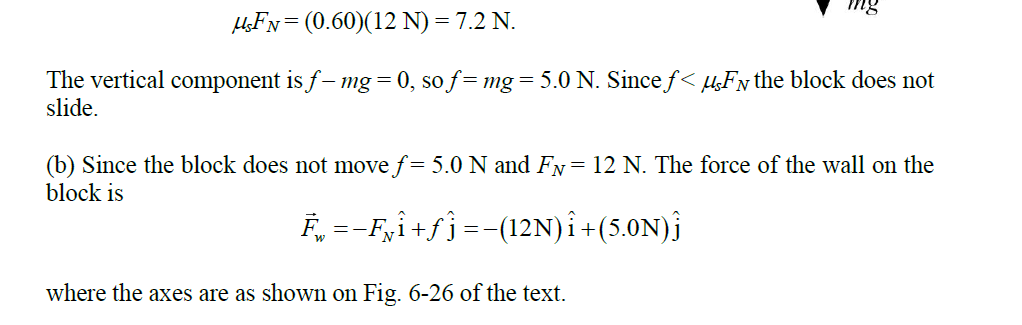 mg
μsFN = (0.60)(12 N) = 7.2 N.
The vertical component is f – mg = 0, so f = mg = 5.0 N. Since f < μsFN the block does not
slide.
(b) Since the block does not move f = 5.0 N and FN = 12 N. The force of the wall on the
block is
F⃗w = −FN î + f ĵ = −(12N) î + (5.0N) ĵ
where the axes are as shown on Fig. 6-26 of the text.